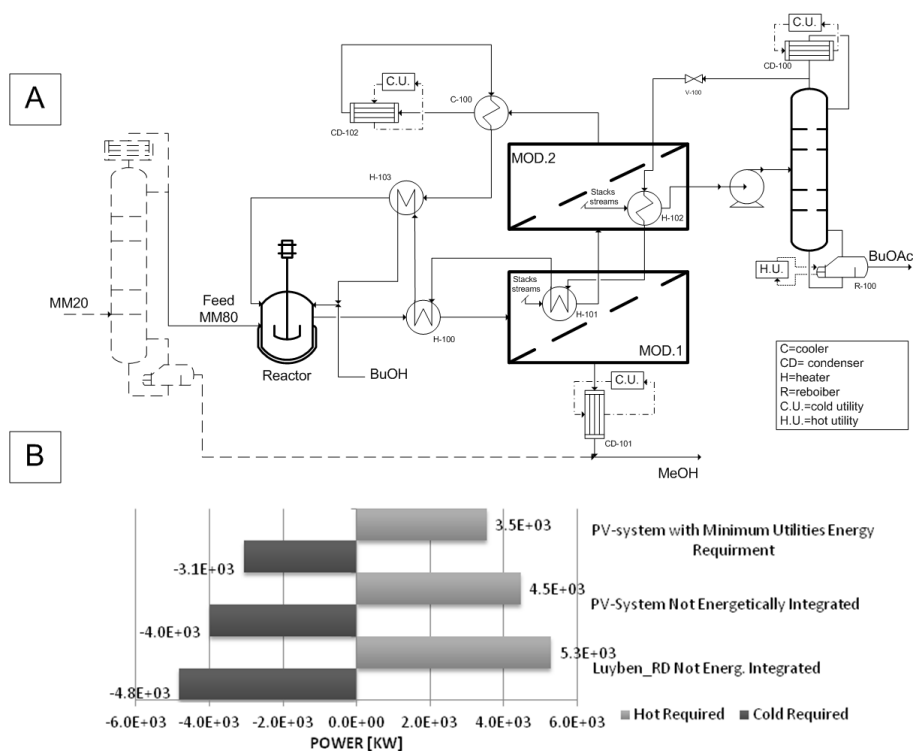 A
C.U.
CD-100
C.U.
CD-102
C-100
V-100
MOD.2
H-103
Stacks
streams
H-102
BuOAc
H.U.
R-100
MM20
Feed
MM80
Stacks
streams
H-101
H-100
MOD.1
Reactor
BuOH
C.U.
CD-101
MeOH
C=cooler
CD= condenser
H=heater
R=reboiber
C.U.=cold utility
H.U.=hot utility
B
3.5E+03
PV-system with Minimum Utilities Energy
Requirment
-3.1E+03
4.5E+03
PV-System Not Energetically Integrated
-4.0E+03
5.3E+03
Luyben_RD Not Energ. Integrated
-4.8E+03
Hot Required
Cold Required
-6.0E+03 -4.0E+03 -2.0E+03 0.0E+00 2.0E+03 4.0E+03 6.0E+03
POWER [KW]